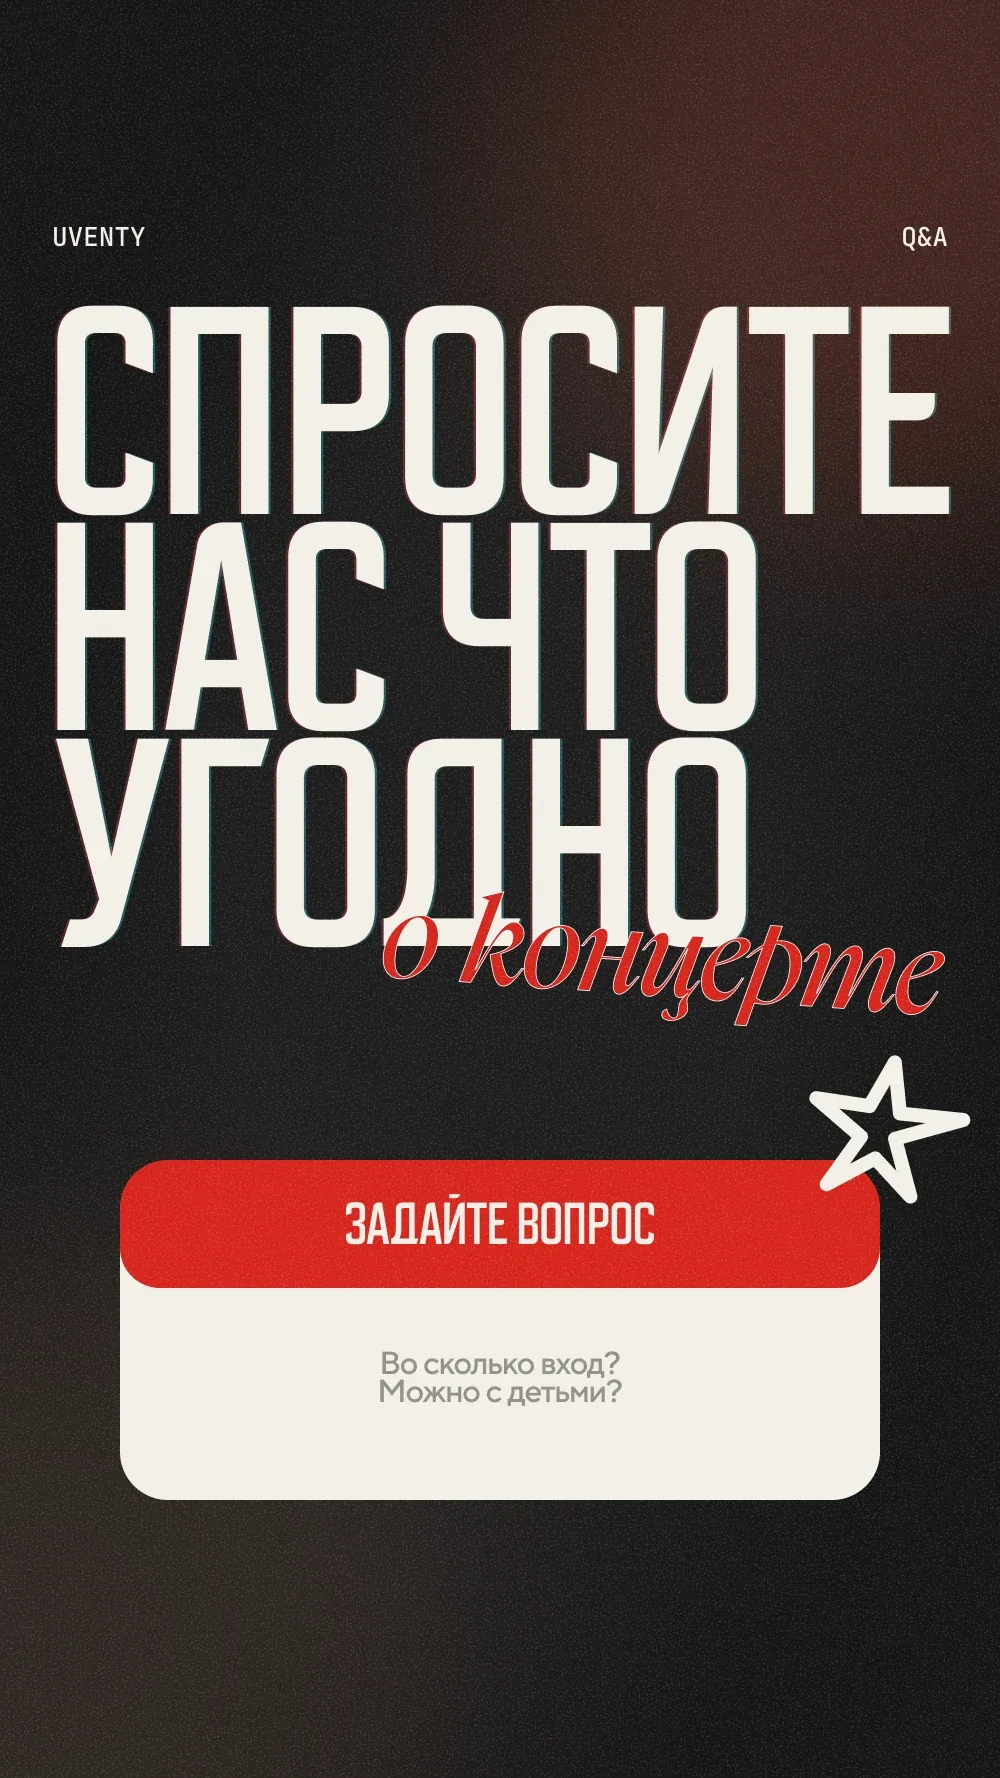 UVENTY
Q&A
СПРОСИТЕ
НАС ЧТО
УГОДНО
о концерте
ЗАДАЙТЕ ВОПРОС
Во сколько вход?
Можно с детьми?